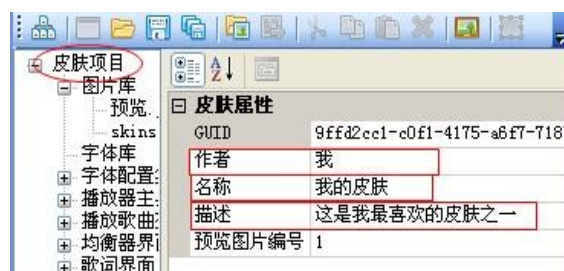 皮肤项目
图片库
预览.
skins
字体库
字体配置
播放器主
播放歌曲
均衡器界
歌词界面
皮肤属性
GUID 9ffd2cc1-c0f1-4175-a6f7-718
作者 我
名称 我的皮肤
描述 这是我最喜欢的皮肤之一
预览图片编号 1